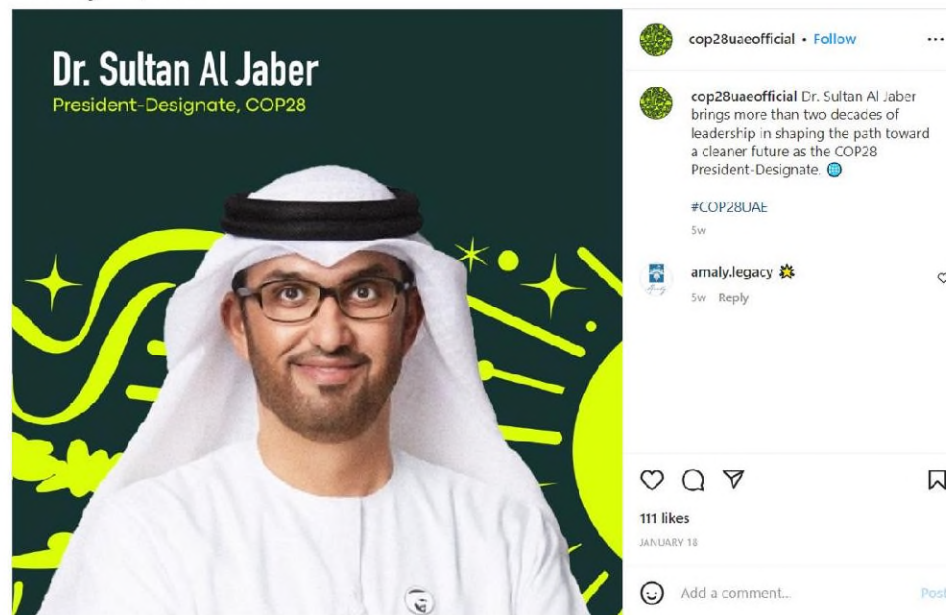 Dr. Sultan Al Jaber
President-Designate, COP28
cop28uaeofficial • Follow
cop28uaeofficial Dr. Sultan Al Jaber
brings more than two decades of
leadership in shaping the path toward
a cleaner future as the COP28
President-Designate.
#COP28UAE
5w
amaly.legacy
5w Reply
111 likes
JANUARY 18
Add a comment...
Post